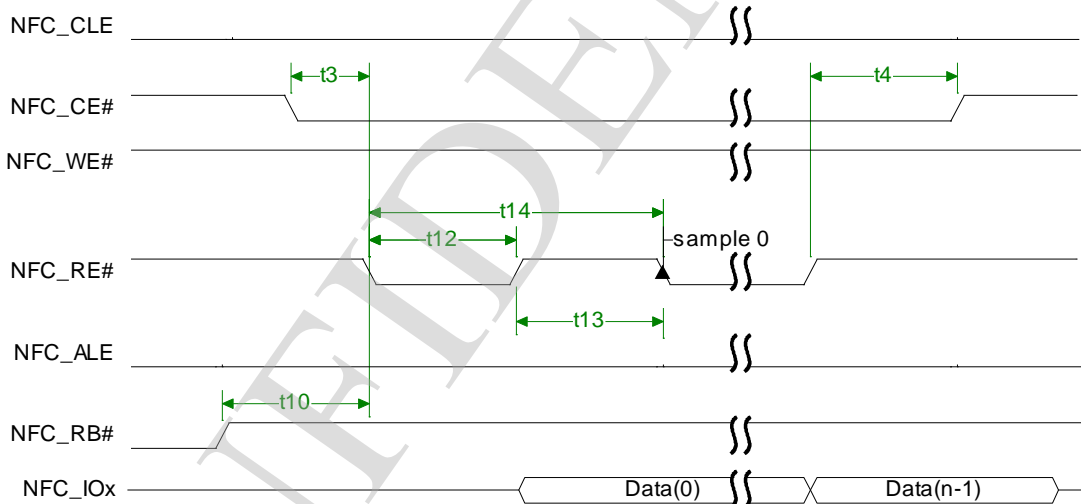 NFC_CLE
t3
t4
NFC_CE#
NFC_WE#
t14
t12
sample 0
NFC_RE#
t13
NFC_ALE
t10
NFC_RB#
NFC_IOx
Data(0)
Data(n-1)